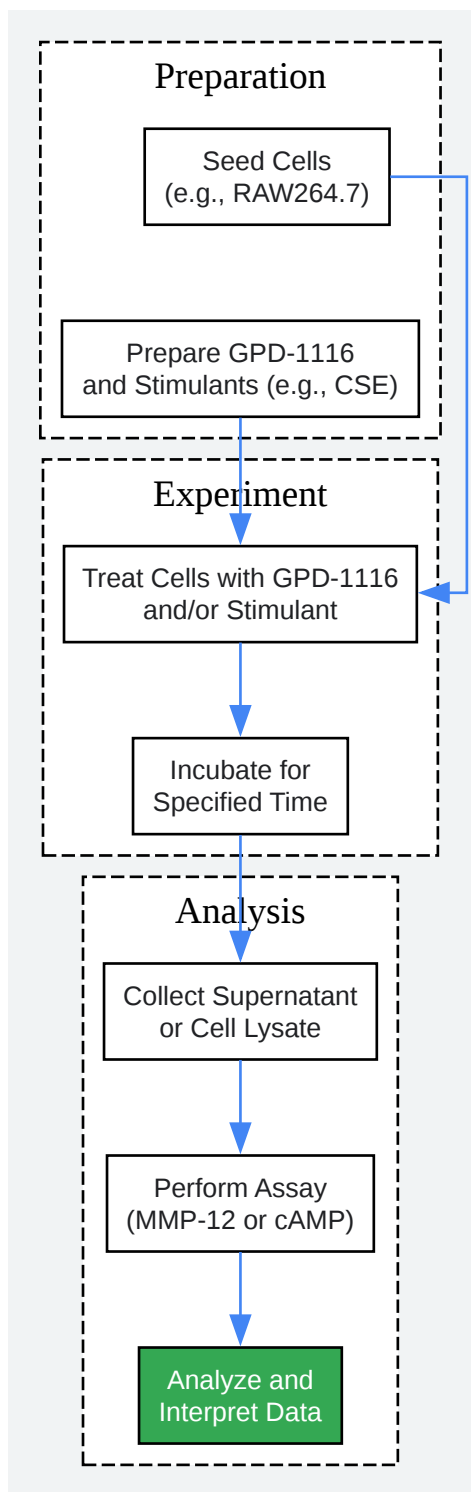 Preparation
Seed Cells
(e.g., RAW264.7)
Prepare GPD-1116
and Stimulants (e.g., CSE)
Experiment
Treat Cells with GPD-1116
and/or Stimulant
Incubate for
Specified Time
Analysis
Collect Supernatant
or Cell Lysate
Perform Assay
(MMP-12 or cAMP)
Analyze and
Interpret Data